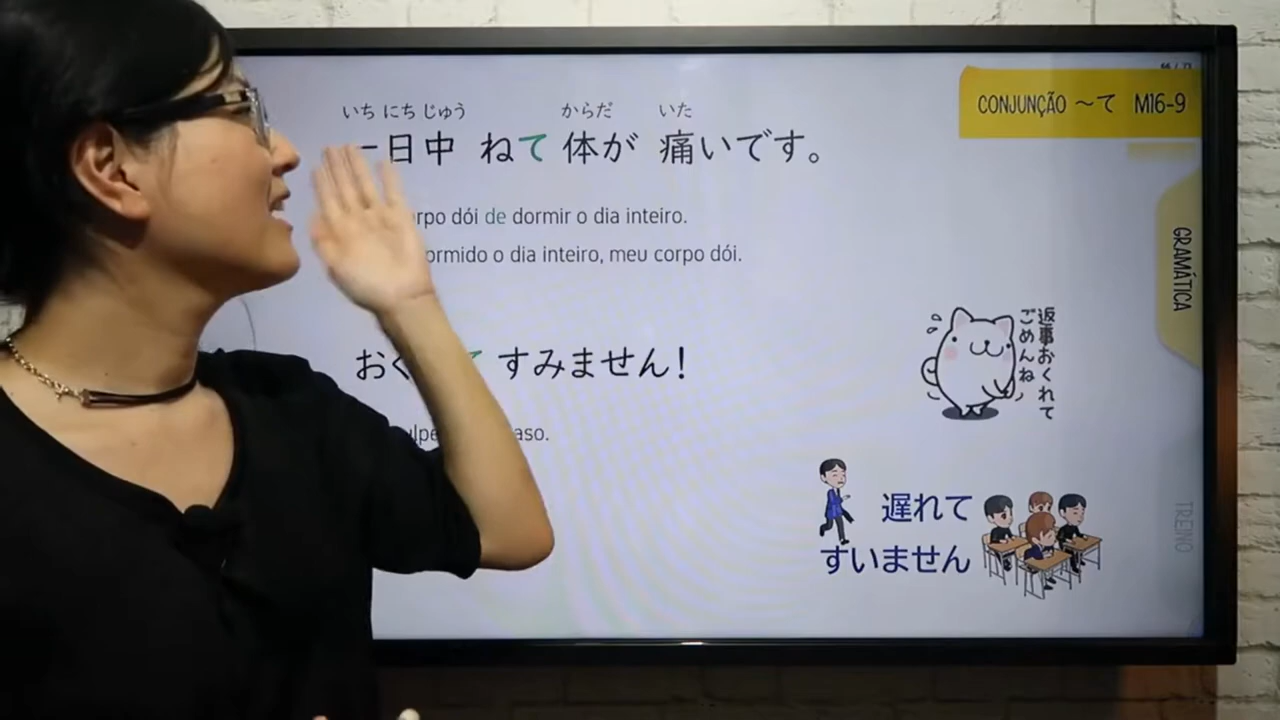 CONJUNÇÃO ～て M16-9
いち にち じゅう からだ いた
一日中 ねて 体が 痛いです。
dói de dormir o dia inteiro.
o dia inteiro, meu corpo dói.
GRAMÁTICA
すみません!
返事おくれて
ごめんね
遅れて
すいません
TREINO